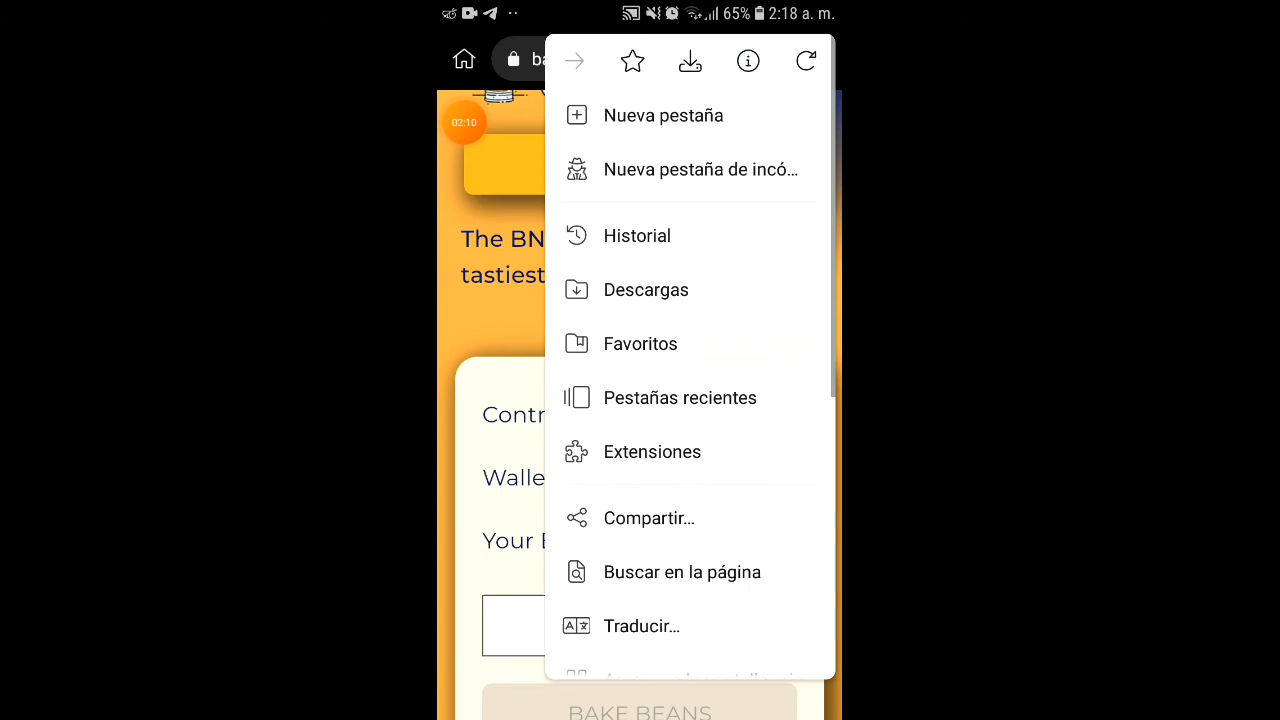 65% 2:18 a. m.
ba
02:10
Nueva pestaña
Nueva pestaña de incó...
The BN
tastiest
Historial
Descargas
Favoritos
Pestañas recientes
Contr
Extensiones
Walle
Compartir...
Your
Buscar en la página
Traducir...
BAKE BEANS